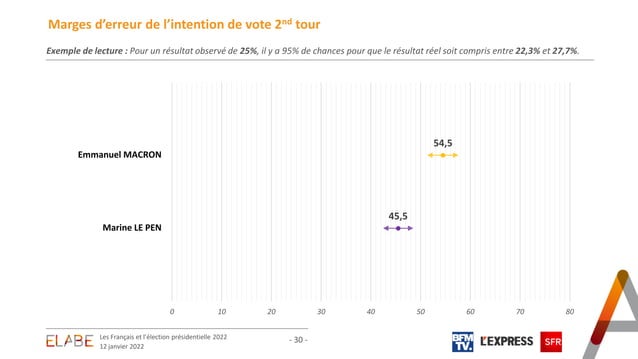 Marges d’erreur de l’intention de vote 2nd tour
Exemple de lecture : Pour un résultat observé de 25%, il y a 95% de chances pour que le résultat réel soit compris entre 22,3% et 27,7%.
54,5
Emmanuel MACRON
45,5
Marine LE PEN
0 10 20 30 40 50 60 70 80
ELABE
Les Français et l’élection présidentielle 2022
12 janvier 2022
- 30 -
BFM
TV.
L’EXPRESS
SFR